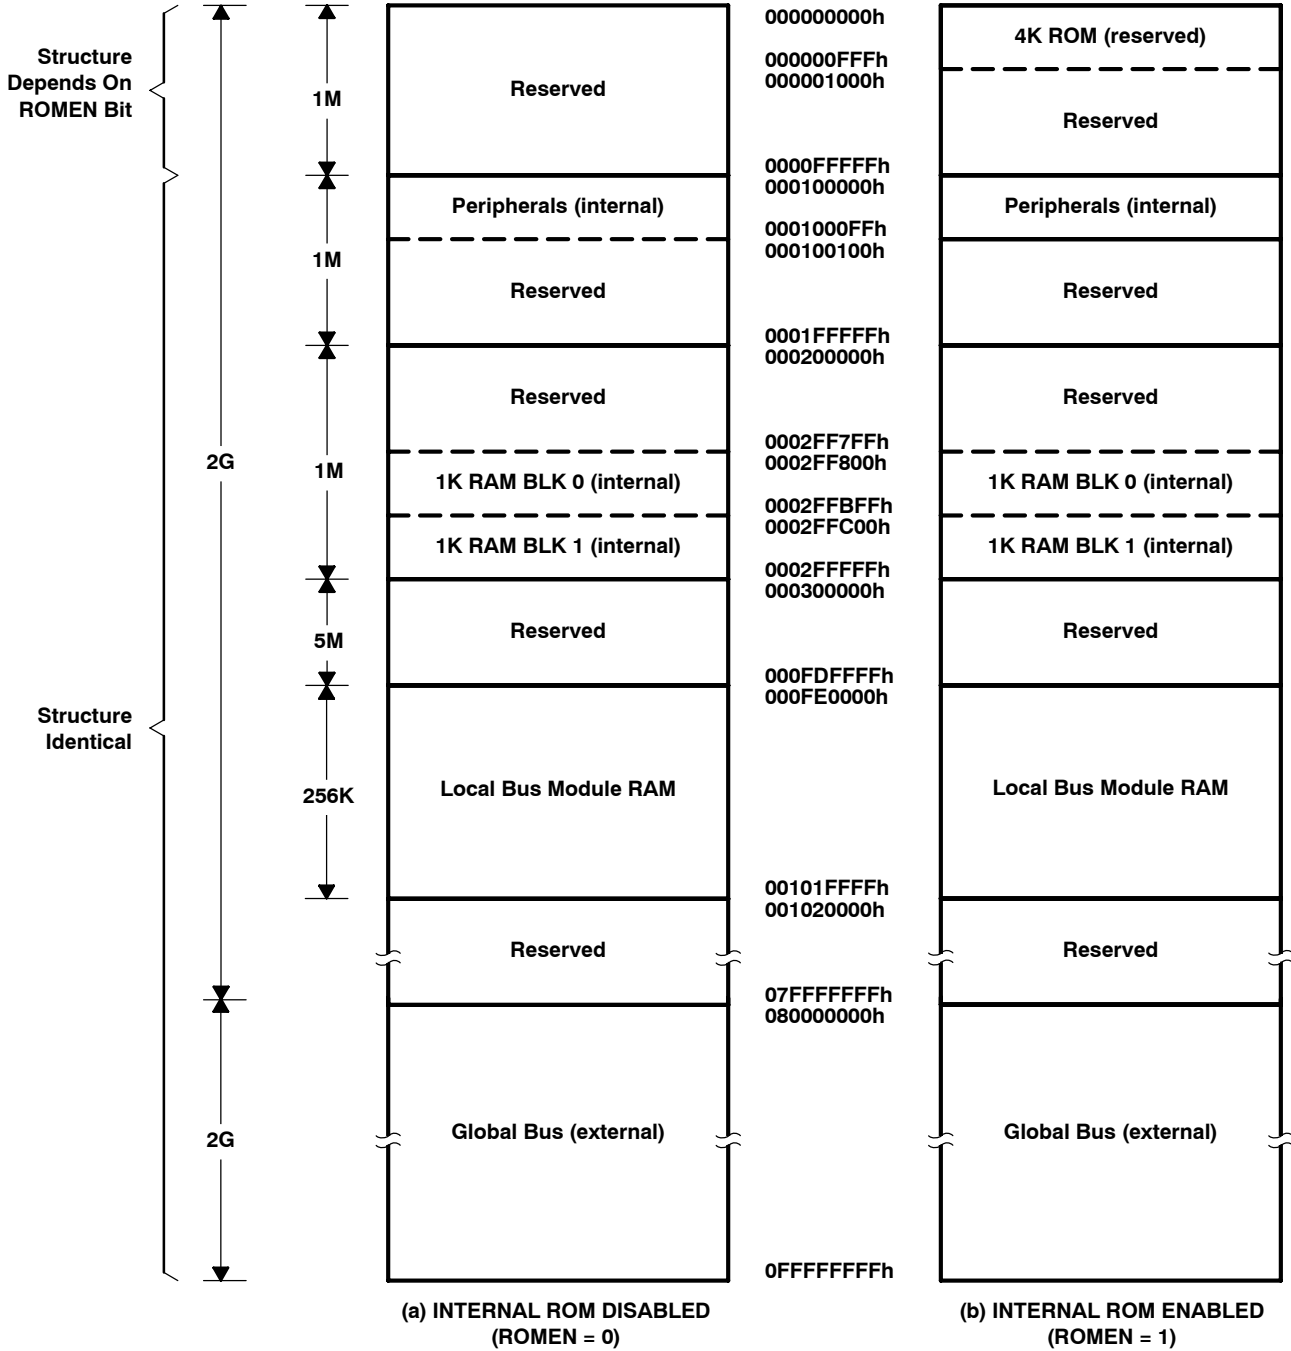 Structure
Depends On
ROMEN Bit
Structure
Identical
2G
2G
1M
1M
1M
5M
256K
Reserved
Peripherals (internal)
Reserved
Reserved
1K RAM BLK 0 (internal)
1K RAM BLK 1 (internal)
Reserved
Local Bus Module RAM
Reserved
Global Bus (external)
(a) INTERNAL ROM DISABLED
(ROMEN = 0)
000000000h
000000FFFh
000001000h
0000FFFFFh
000100000h
0001000FFh
000100100h
0001FFFFFh
000200000h
0002FF7FFh
0002FF800h
0002FFBFFh
0002FFC00h
0002FFFFFh
000300000h
000FDFFFFh
000FE0000h
00101FFFFh
001020000h
07FFFFFFFh
080000000h
0FFFFFFFFh
4K ROM (reserved)
Reserved
Peripherals (internal)
Reserved
Reserved
1K RAM BLK 0 (internal)
1K RAM BLK 1 (internal)
Reserved
Local Bus Module RAM
Reserved
Global Bus (external)
(b) INTERNAL ROM ENABLED
(ROMEN = 1)